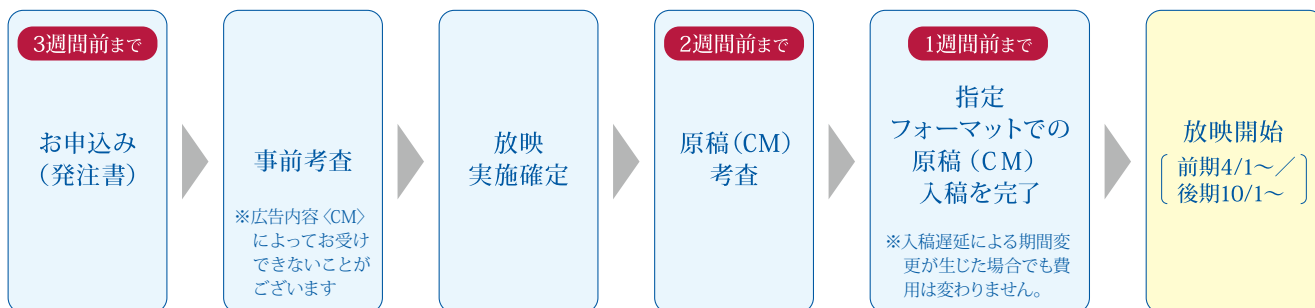 3週間前まで
お申込み
（発注書）
事前考査
※広告内容〈CM〉
によってお受け
できないことが
ございます
放映
実施確定
2週間前まで
原稿（CM）
考査
1週間前まで
指定
フォーマットでの
原稿（CM）
入稿を完了
※入稿遅延による期間変
更が生じた場合でも費
用は変わりません。
放映開始
前期4/1〜／
後期10/1〜